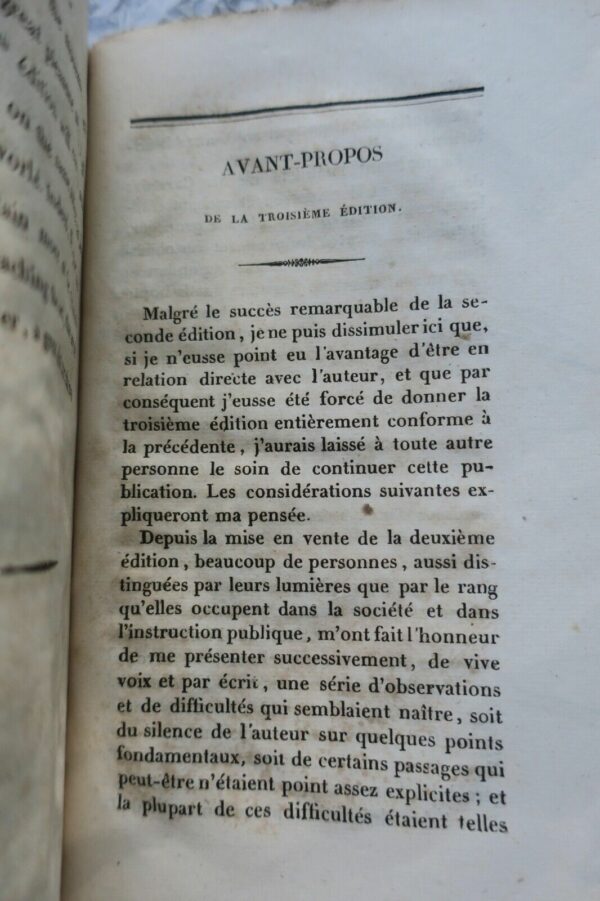 AVANT-PROPOS
DE LA TROISIÈME ÉDITION.
Malgré le succès remarquable de la se-
conde édition, je ne puis dissimuler ici que,
si je n'eusse point eu l'avantage d'être en
relation directe avec l'auteur, et que par
conséquent j'eusse été forcé de donner la
troisième édition entièrement conforme à
la précédente, j'aurais laissé à toute autre
personne le soin de continuer cette pu-
blication. Les considérations suivantes ex-
pliqueront ma pensée.
Depuis la mise en vente de la deuxième
édition, beaucoup de personnes, aussi dis-
tinguées par leurs lumières que par le rang
qu'elles occupent dans la société et dans
l'instruction publique, m'ont fait l'honneur
de me présenter successivement, de vive
voix et par écrit, une série d'observations
et de difficultés qui semblaient naître, soit
du silence de l'auteur sur quelques points
fondamentaux, soit de certains passages qui
peut-être n'étaient point assez explicites; et
la plupart de ces difficultés étaient telles